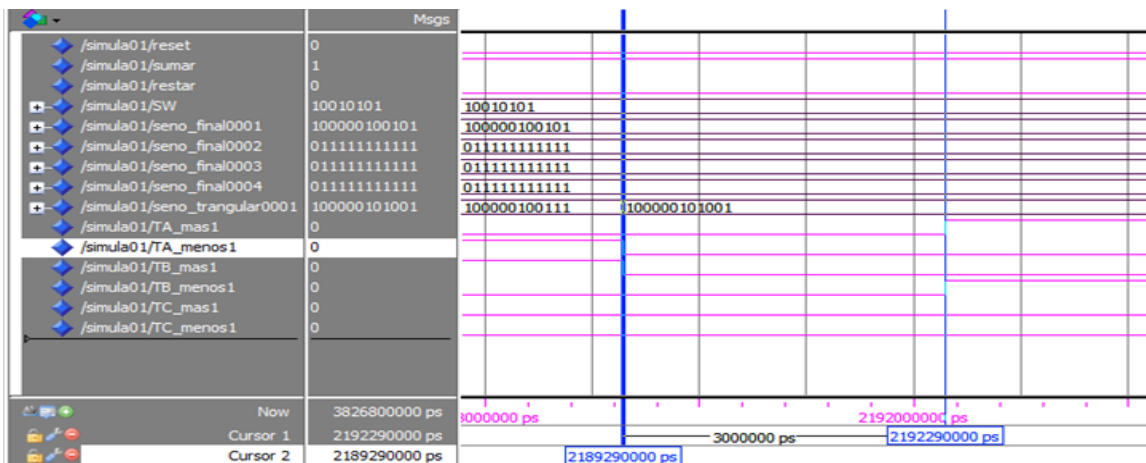 Msgs
/simula01/reset 0
/simula01/sumar 1
/simula01/restar 0
/simula01/SW 10010101 10010101
/simula01/seno_final0001 100000100101 100000100101
/simula01/seno_final0002 011111111111 011111111111
/simula01/seno_final0003 011111111111 011111111111
/simula01/seno_final0004 011111111111 011111111111
/simula01/seno_trangular0001 100000101001 100000100111 100000101001
/simula01/TA_mas1 0
/simula01/TA_menos1 0
/simula01/TB_mas1 0
/simula01/TB_menos1 0
/simula01/TC_mas1 0
/simula01/TC_menos1 0
Now 3826800000 ps 3000000 ps 2192000000 ps
Cursor 1 2192290000 ps 3000000 ps 2192290000 ps
Cursor 2 2189290000 ps 2189290000 ps